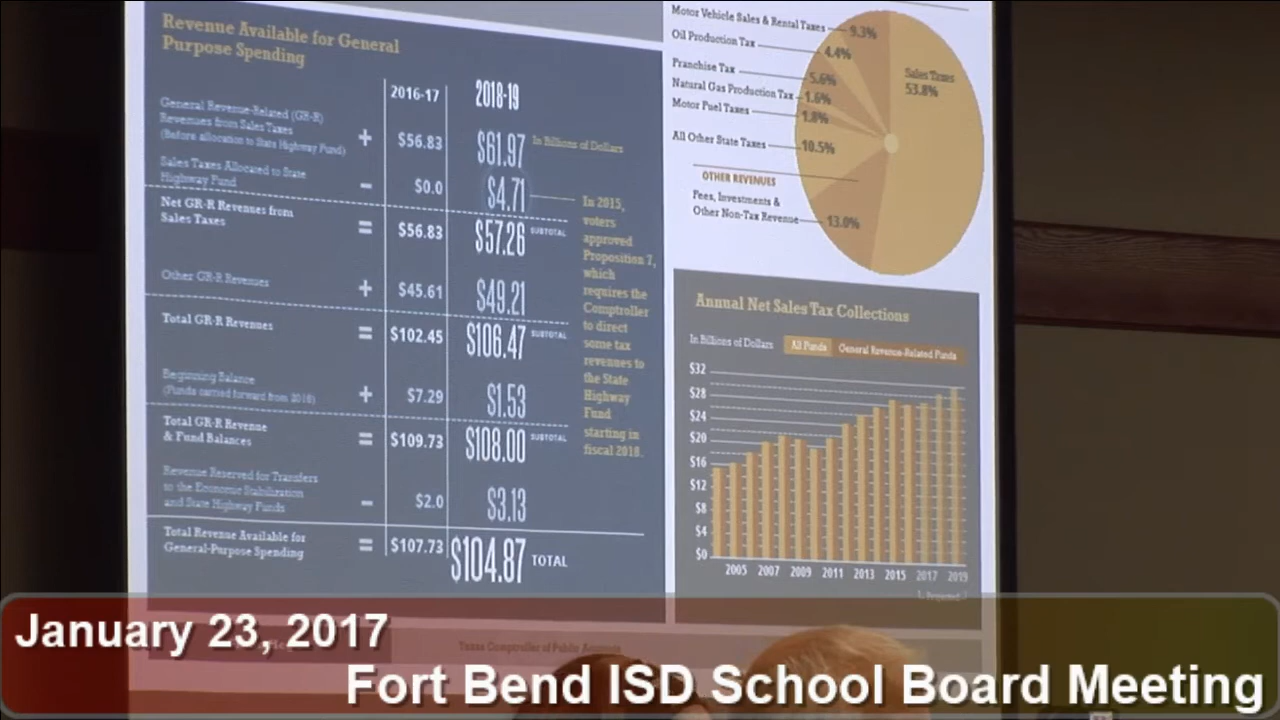 Revenue Available for General
Purpose Spending
2016-17
2018-19
General Revenue-Related (GR-R)
Revenues from Sales Taxes
(Before allocation to State Highway Fund)
+
$56.83
$61.97
In Billions of Dollars
Sales Taxes Allocated to State
Highway Fund
-
$0.0
$4.71
Net GR-R Revenues from
Sales Taxes
=
$56.83
$57.26
SUBTOTAL
Other GR-R Revenues
+
$45.61
$49.21
Total GR-R Revenues
=
$102.45
$106.47
SUBTOTAL
Beginning Balance
(Funds carried forward from 2016)
+
$7.29
$1.53
Total GR-R Revenue
& Fund Balances
=
$109.73
$108.00
SUBTOTAL
Revenue Reserved for Transfers
to the Economic Stabilization
and State Highway Funds
-
$2.0
$3.13
Total Revenue Available for
General-Purpose Spending
=
$107.73
$104.87
TOTAL
In 2015,
voters
approved
Proposition 7,
which
requires the
Comptroller
to direct
some tax
revenues to
the State
Highway
Fund
starting in
fiscal 2018.
Motor Vehicle Sales & Rental Taxes
9.3%
Oil Production Tax
4.4%
Franchise Tax
5.6%
Natural Gas Production Tax
1.6%
Motor Fuel Taxes
1.8%
All Other State Taxes
10.5%
Sales Taxes
53.8%
OTHER REVENUES
Fees, Investments &
Other Non-Tax Revenue
13.0%
Annual Net Sales Tax Collections
In Billions of Dollars
All Funds
General Revenue-Related Funds
$32
$28
$24
$20
$16
$12
$8
$4
$0
2005 2007 2009 2011 2013 2015 2017 2019
Texas Comptroller of Public Accounts
January 23, 2017
Fort Bend ISD School Board Meeting